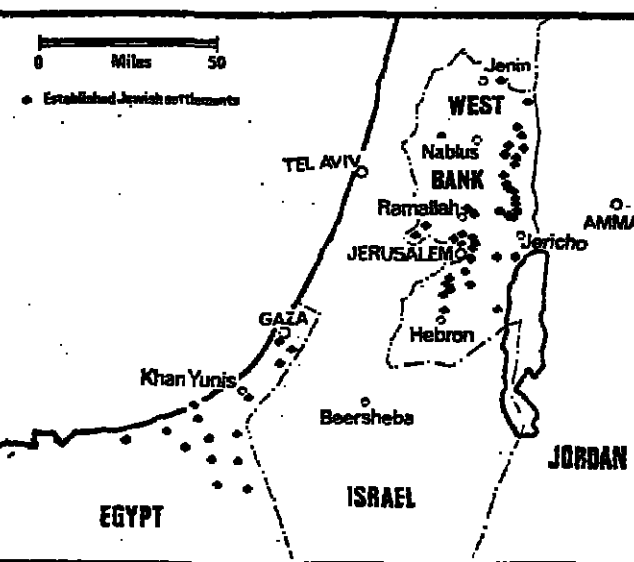 0 Miles 50
Established Jewish settlements
Jenin
WEST
Nablus
TEL AVIV
BANK
Ramallah
AMMA
JERUSALEM
Jericho
GAZA
Hebron
Khan Yunis
Beersheba
JORDAN
ISRAEL
EGYPT